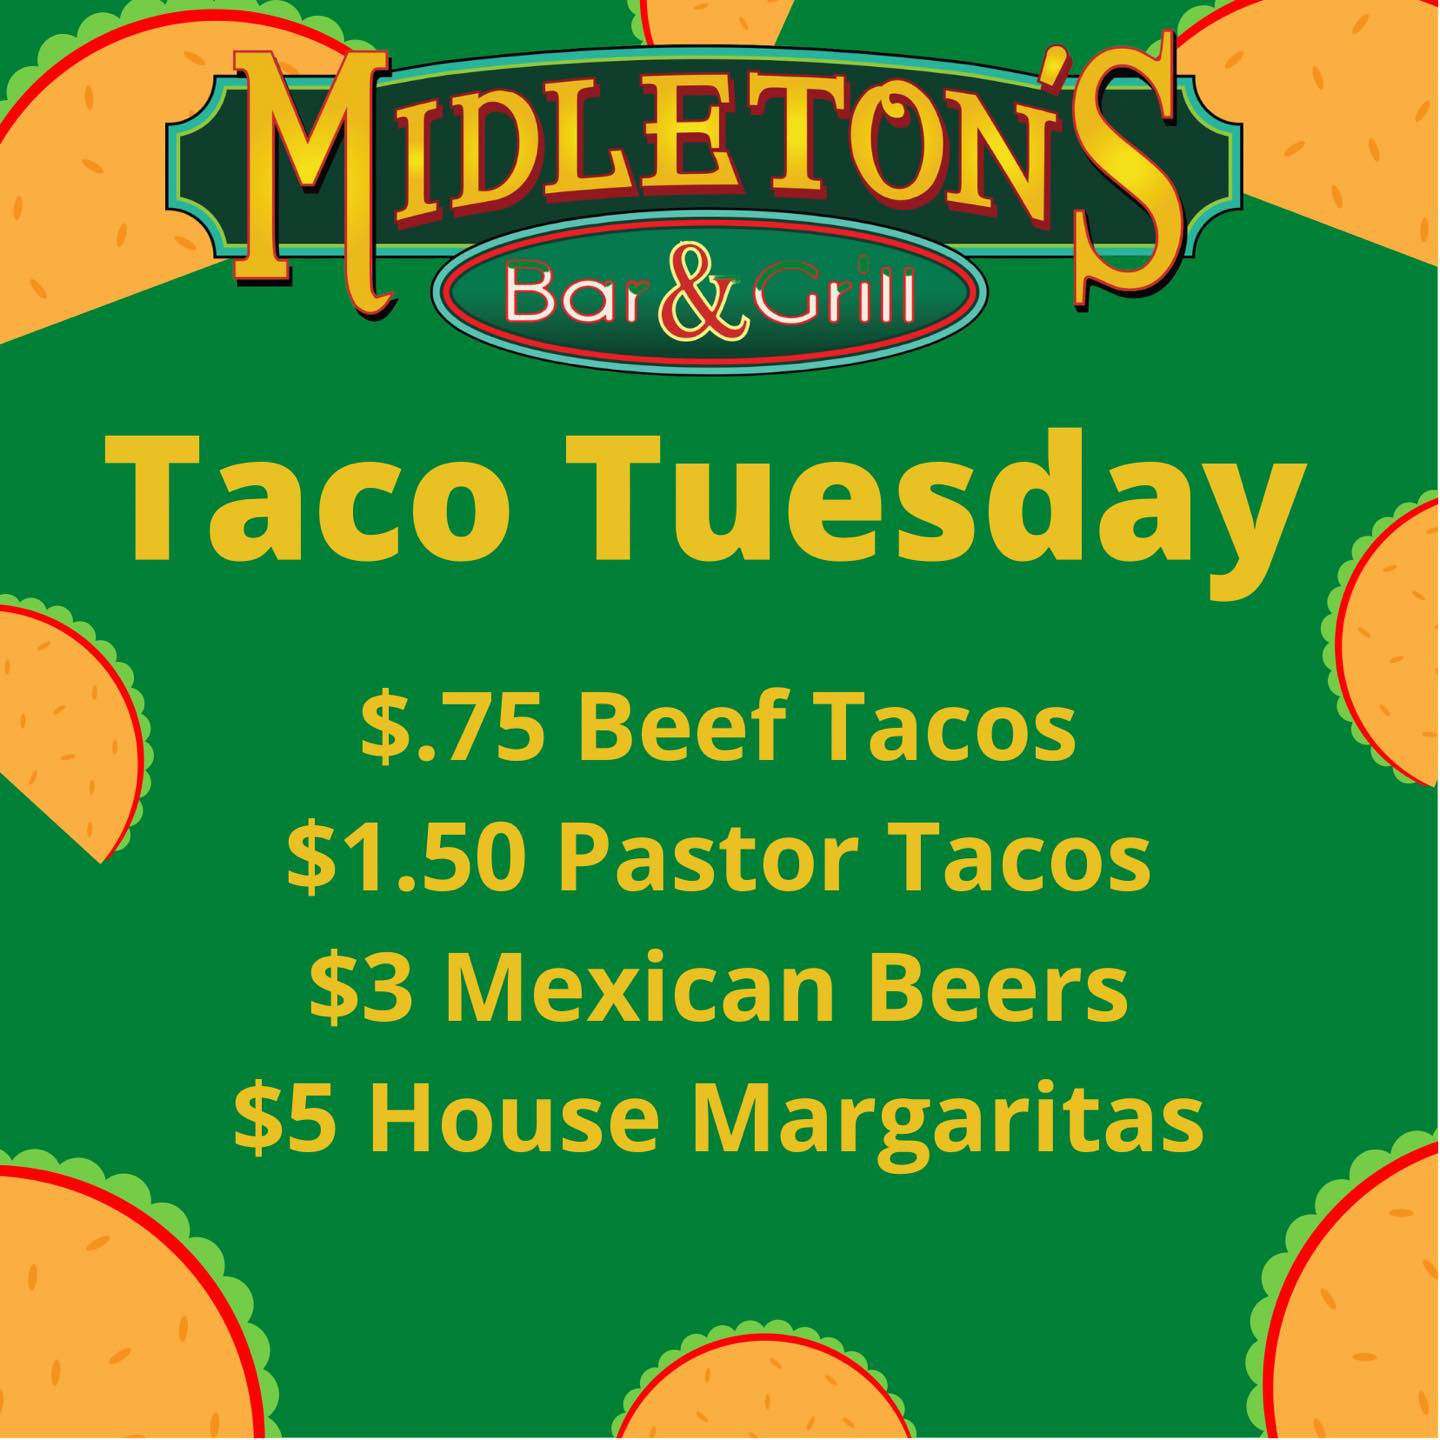 MIDLETON'S
Bar & Grill
Taco Tuesday
$.75 Beef Tacos
$1.50 Pastor Tacos
$3 Mexican Beers
$5 House Margaritas